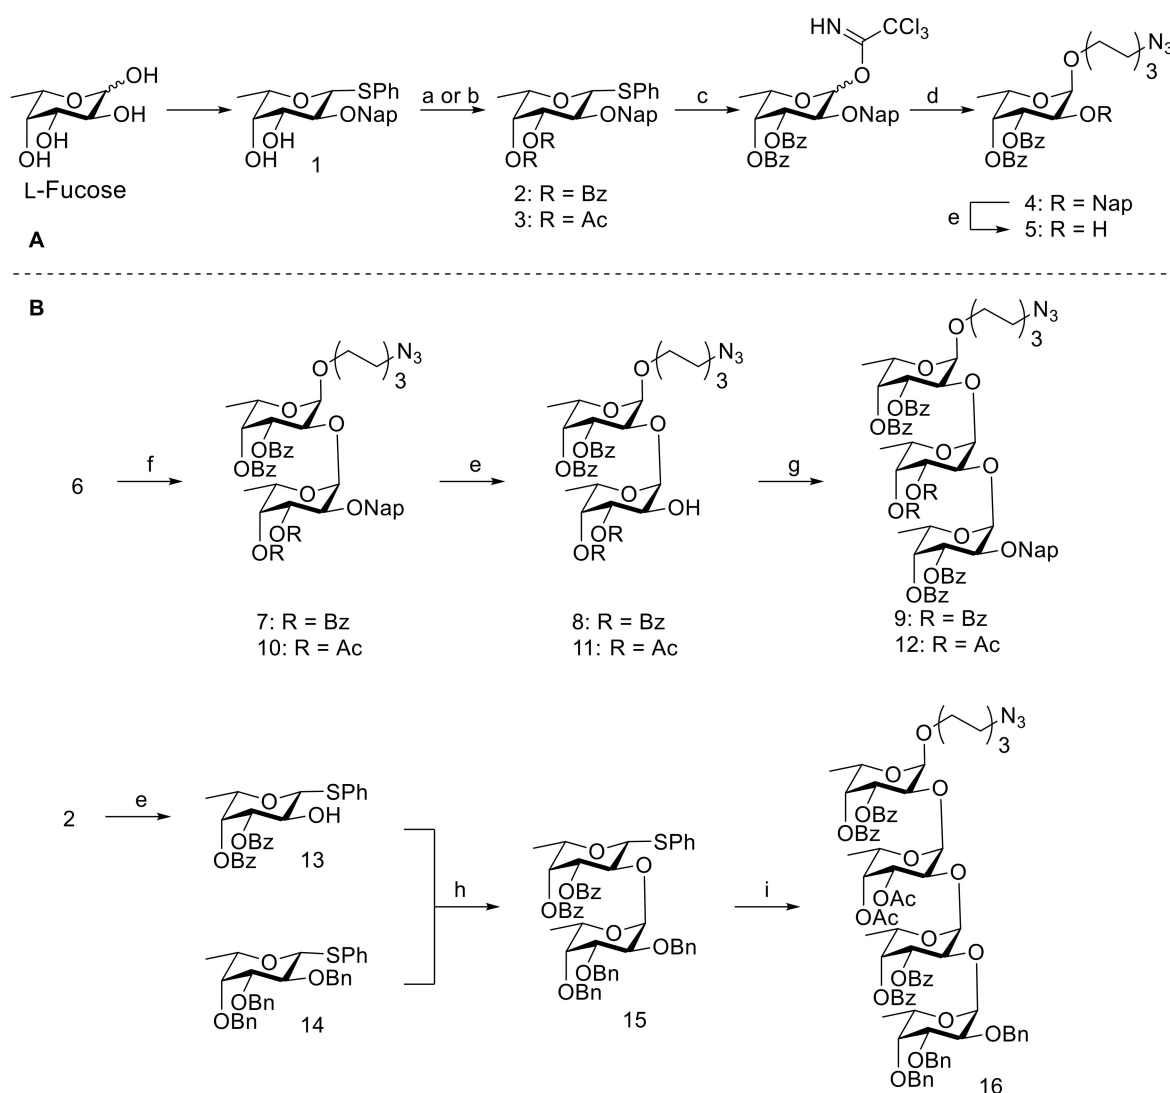 HN CCl3
O
O N3
3
O OH
OH
OH
OH
L-Fucose
O SPh
ONap
OH
OH
1
a or b
O SPh
ONap
OR
OR
2: R = Bz
3: R = Ac
c
O
ONap
OBz
OBz
d
O
OR
OBz
OBz
4: R = Nap
5: R = H
e
A
B
6
f
O N3
3
O
O
OBz
OBz
O
ONap
OR
OR
7: R = Bz
10: R = Ac
e
O N3
3
O
O
OBz
OBz
O
OH
OR
OR
8: R = Bz
11: R = Ac
g
O N3
3
O
O
OBz
OBz
O
O
OR
OR
O
ONap
OBz
OBz
9: R = Bz
12: R = Ac
2
e
O SPh
OH
OBz
OBz
13
O SPh
OBn
OBn
OBn
14
h
O SPh
O
OBz
OBz
O
OBn
OBn
OBn
15
i
O N3
3
O
O
OBz
OBz
O
O
OAc
OAc
O
O
OBz
OBz
O
OBn
OBn
OBn
16